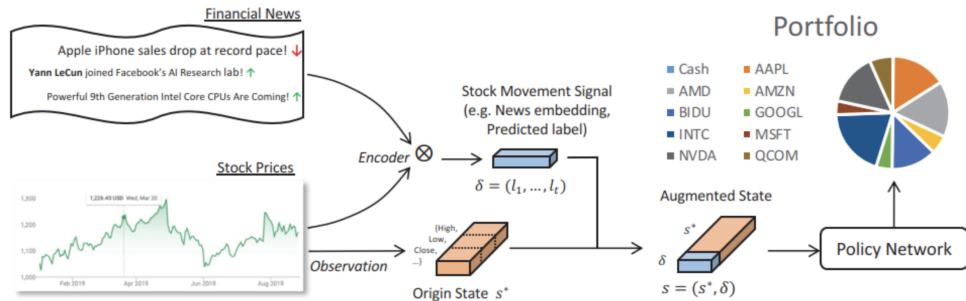 Financial News
Apple iPhone sales drop at record pace!
Yann LeCun joined Facebook's AI Research lab!
Powerful 9th Generation Intel Core CPUs Are Coming!
Stock Prices
1,300
1,226.43 USD Wed, Mar 20
1,200
1,100
1,000
Feb 2019 Apr 2019 Jun 2019 Aug 2019
Encoder
Observation
Stock Movement Signal
(e.g. News embedding,
Predicted label)
δ = (l₁, ..., lₜ)
{High,
Low,
Close,
...}
Origin State s*
Augmented State
s*
δ
s = (s*, δ)
Policy Network
Portfolio
Cash AAPL
AMD AMZN
BIDU GOOGL
INTC MSFT
NVDA QCOM